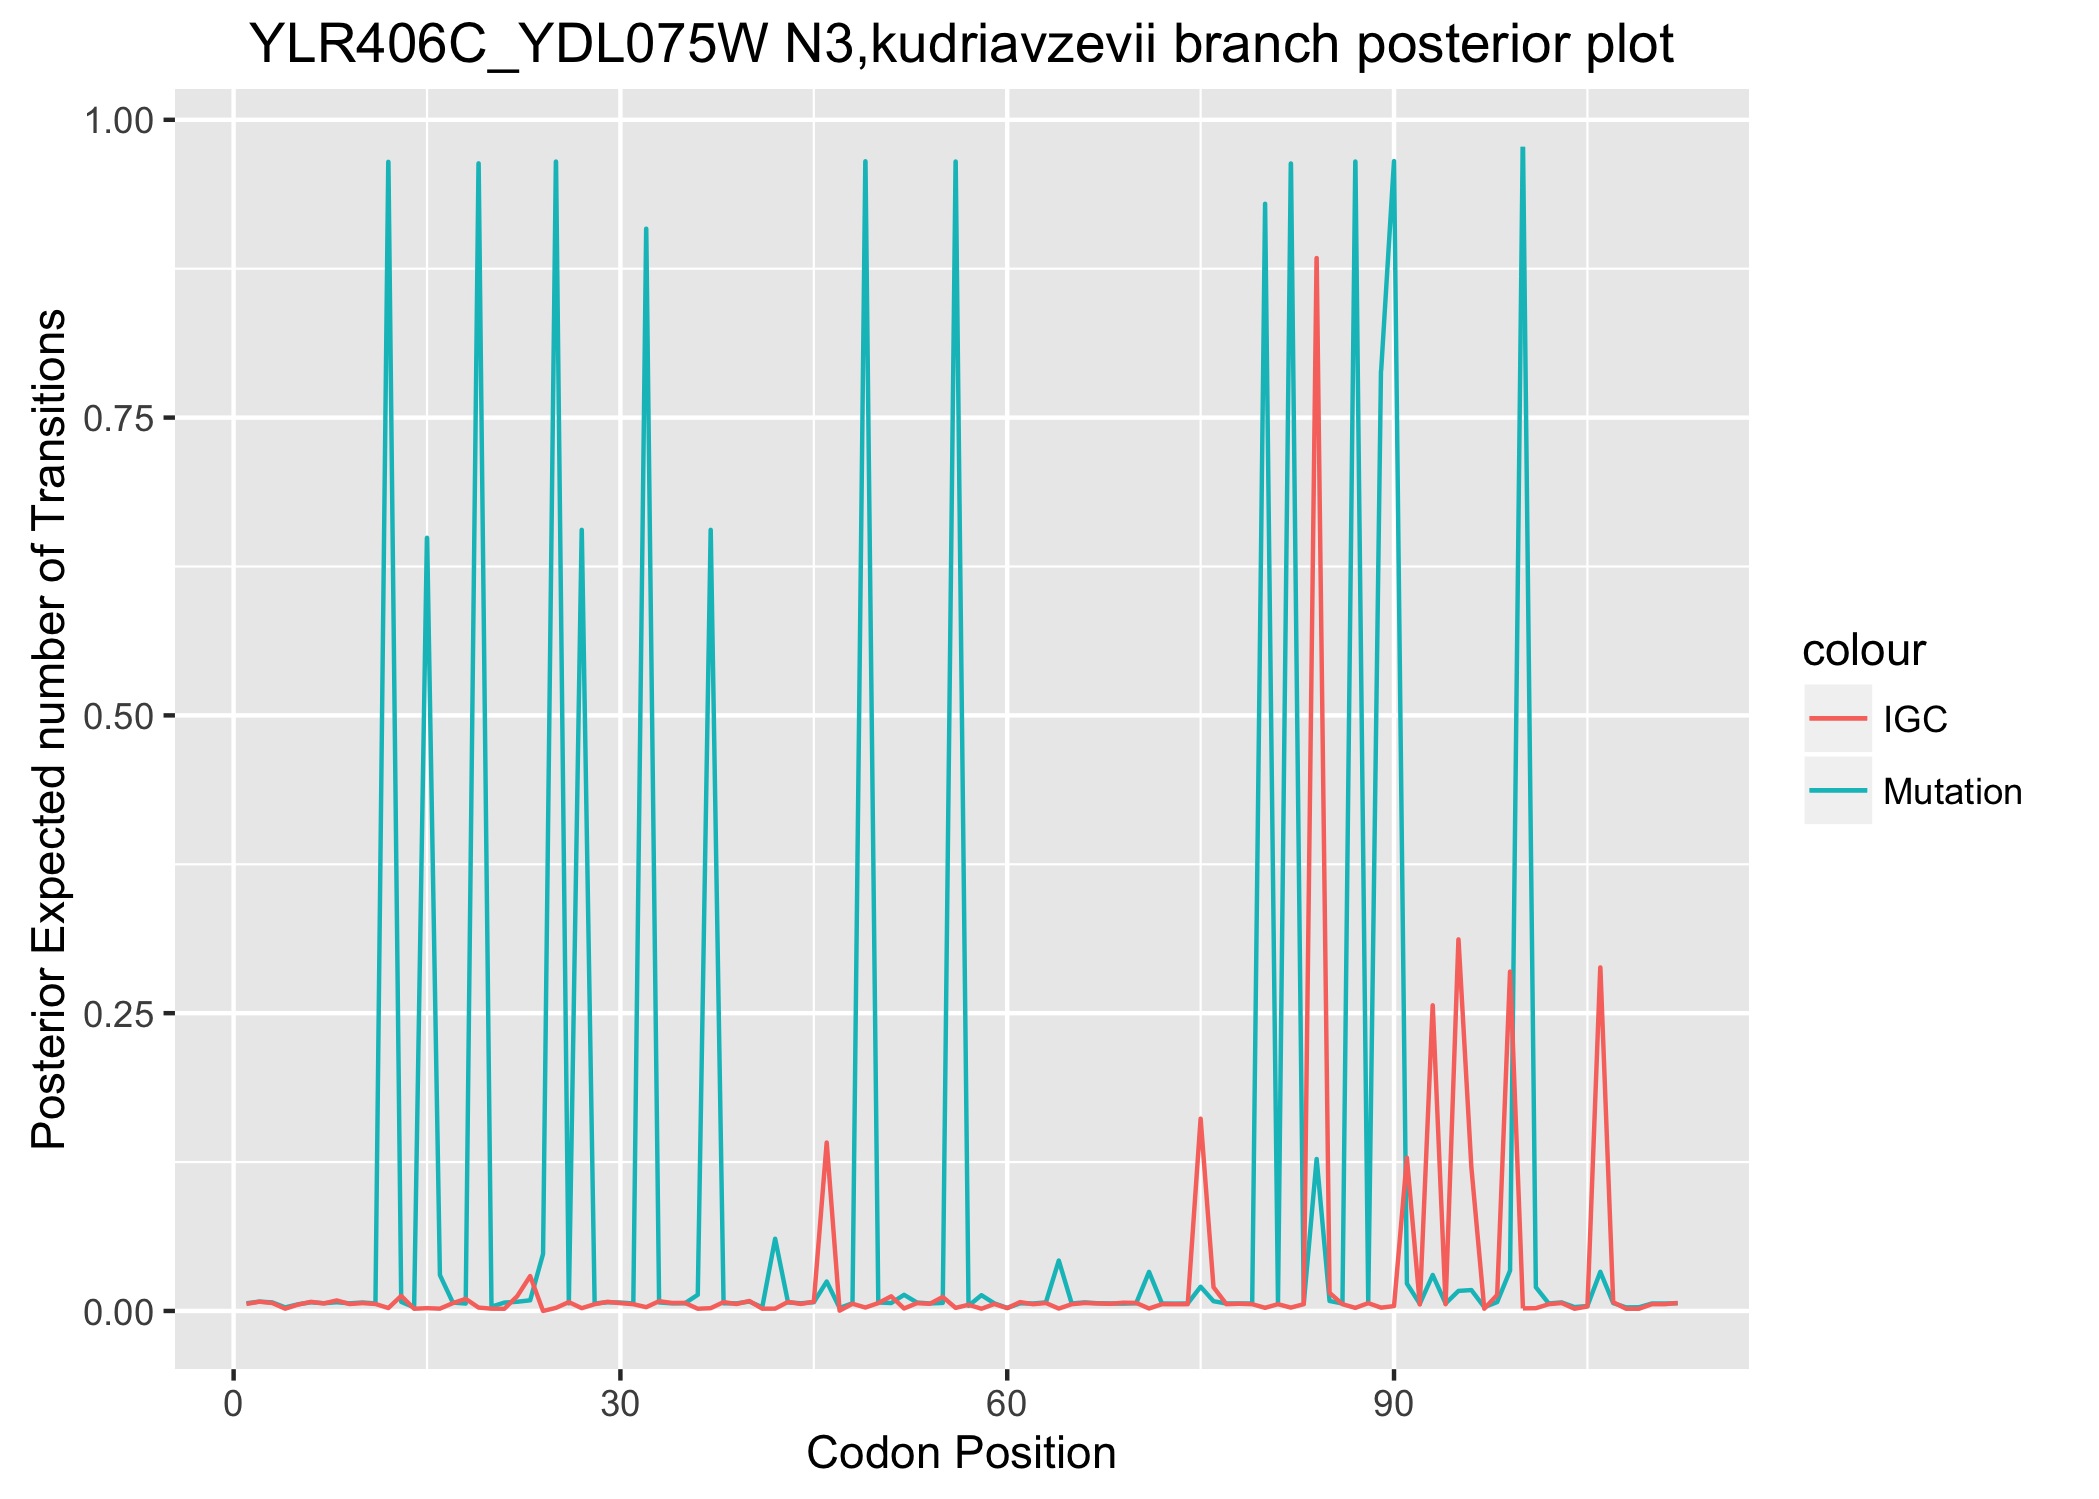 YLR406C_YDL075W N3,kudriavzevii branch posterior plot
1.00
0.75
0.50
0.25
0.00
Posterior Expected number of Transitions
0
30
60
90
Codon Position
colour
IGC
Mutation